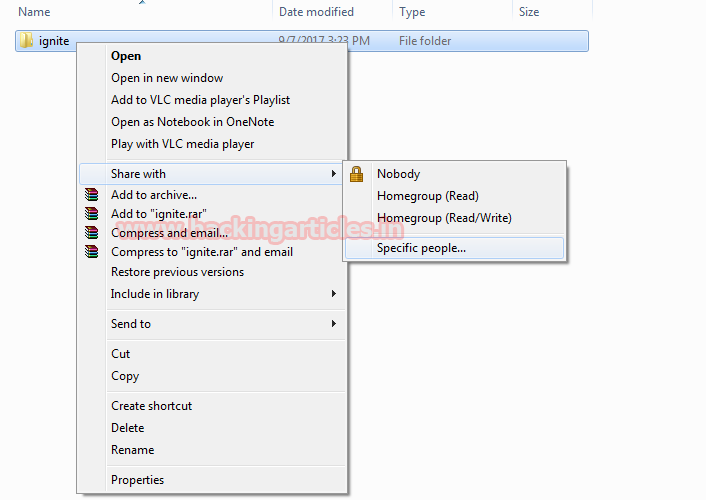 Name Date modified Type Size
ignite 9/7/2017 3:23 PM File folder
Open
Open in new window
Add to VLC media player's Playlist
Open as Notebook in OneNote
Play with VLC media player
Share with
Add to archive...
Add to "ignite.rar"
Compress and email...
Compress to "ignite.rar" and email
Restore previous versions
Include in library
Send to
Cut
Copy
Create shortcut
Delete
Rename
Properties
Nobody
Homegroup (Read)
Homegroup (Read/Write)
Specific people...
www.hackingarticles.in